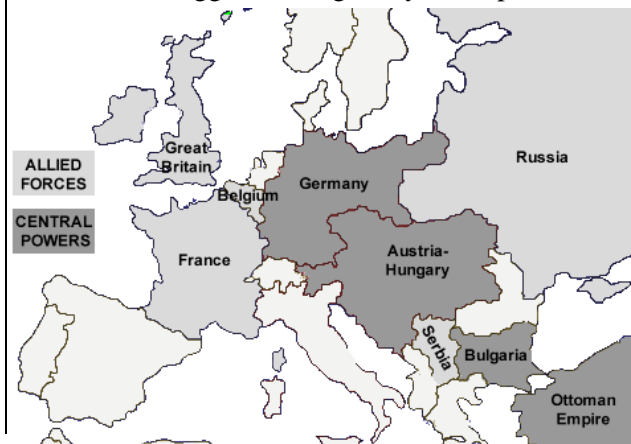 ALLIED
FORCES
CENTRAL
POWERS
Great
Britain
Belgium
Germany
Russia
France
Austria-
Hungary
Serbia
Bulgaria
Ottoman
Empire